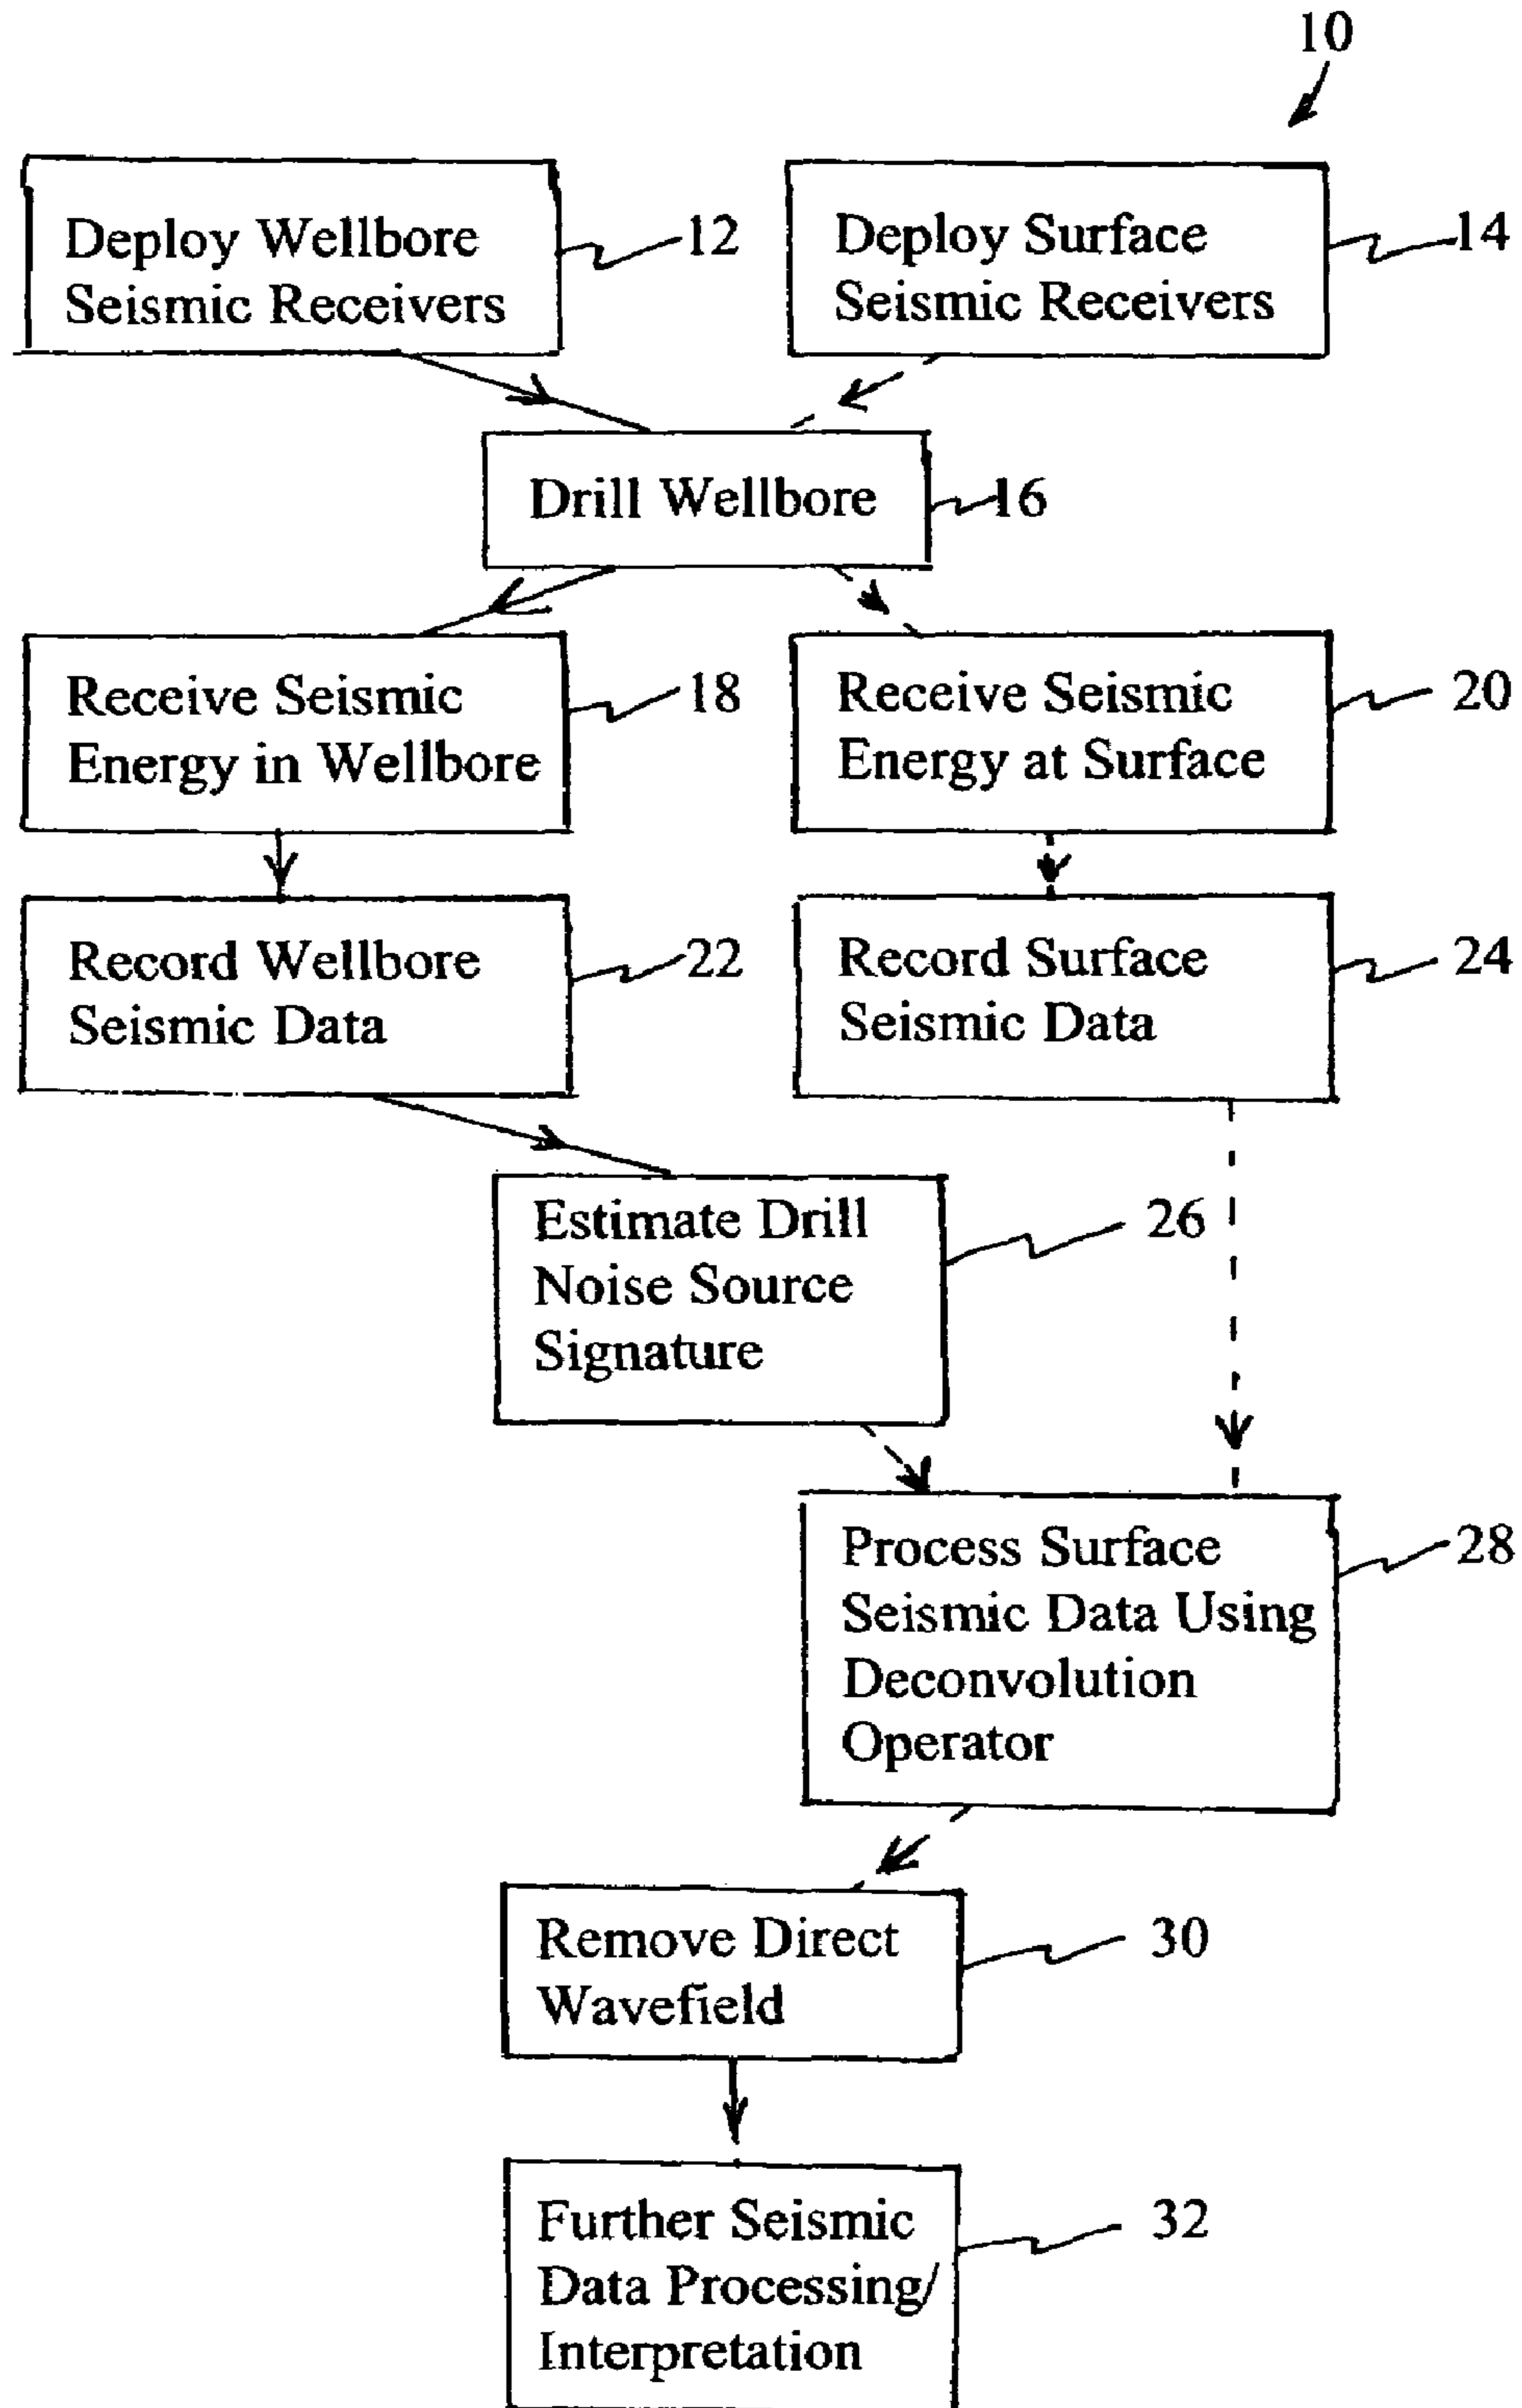 10
Deploy Wellbore
Seismic Receivers
12
Deploy Surface
Seismic Receivers
14
Drill Wellbore
16
Receive Seismic
Energy in Wellbore
18
Receive Seismic
Energy at Surface
20
Record Wellbore
Seismic Data
22
Record Surface
Seismic Data
24
Estimate Drill
Noise Source
Signature
26
Process Surface
Seismic Data Using
Deconvolution
Operator
28
Remove Direct
Wavefield
30
Further Seismic
Data Processing/
Interpretation
32